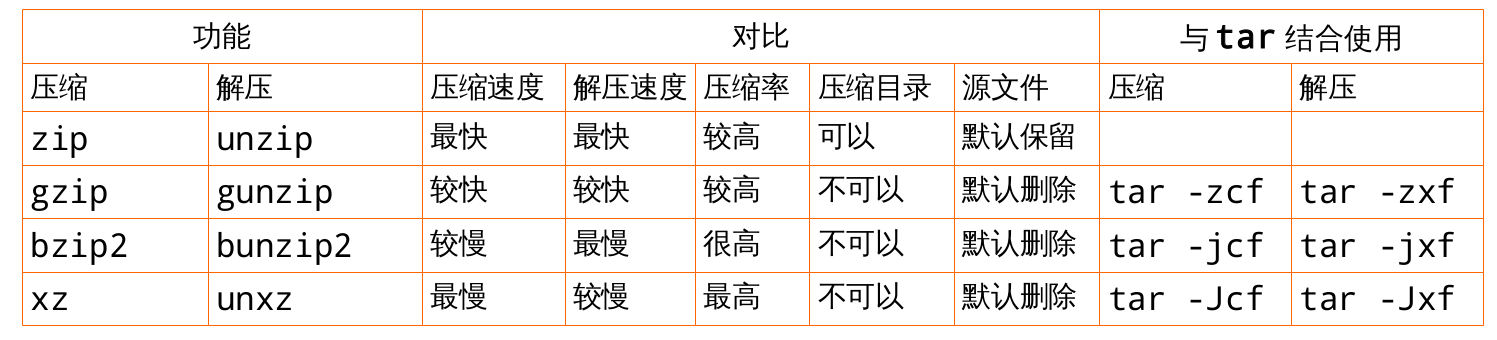 功能 对比 与 tar 结合使用
压缩 解压 压缩速度 解压速度 压缩率 压缩目录 源文件 压缩 解压
zip unzip 最快 最快 较高 可以 默认保留
gzip gunzip 较快 较快 较高 不可以 默认删除 tar -zcf tar -zxf
bzip2 bunzip2 较慢 最慢 很高 不可以 默认删除 tar -jcf tar -jxf
xz unxz 最慢 较慢 最高 不可以 默认删除 tar -Jcf tar -Jxf